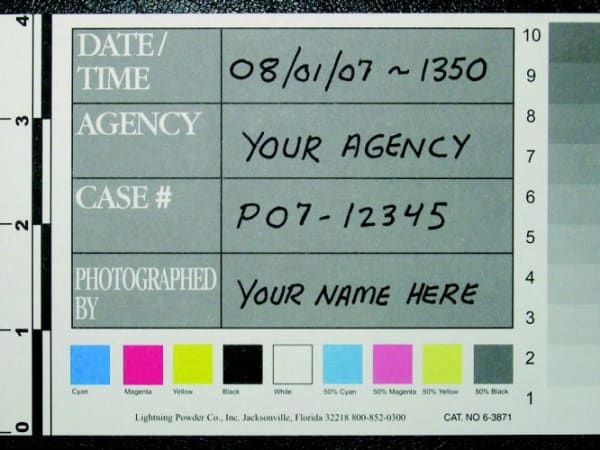 DATE/
TIME
08/01/07 ~ 1350
AGENCY
YOUR AGENCY
CASE #
P07-12345
PHOTOGRAPHED
BY
YOUR NAME HERE
4
3
2
1
0
10
9
8
7
6
5
4
3
2
1
Cyan Magenta Yellow Black White 50% Cyan 50% Magenta 50% Yellow 50% Black
Lightning Powder Co., Inc. Jacksonville, Florida 32218 800-852-0300 CAT. NO 6-3871